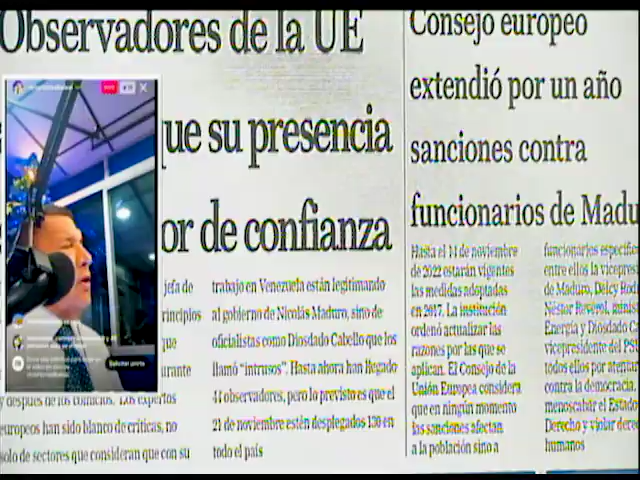 Observadores de la UE
ue su presencia
or de confianza
jefa de
rincipios
que
urante
y después de los comicios. Los expertos
europeos han sido blanco de críticas, no
solo de sectores que consideran que con su
trabajo en Venezuela están legitimando
al gobierno de Nicolás Maduro, sino de
oficialistas como Diosdado Cabello que los
llamó "intrusos". Hasta ahora han llegado
44 observadores, pero lo previsto es que el
21 de noviembre estén desplegados 130 en
todo el país
Consejo europeo
extendió por un año
sanciones contra
funcionarios de Madu
Hasta el 14 de noviembre
de 2022 estarán vigentes
las medidas adoptadas
en 2017. La institución
ordenó actualizar las
razones por las que se
aplican. El Consejo de la
Unión Europea considera
que en ningún momento
las sanciones afectan
a la población sino a
funcionarios específic
entre ellos la vicepres
de Maduro, Delcy Rod
Néstor Reverol, minis
Energía y Diosdado C
vicepresidente del PS
todos ellos por atentar
contra la democracia,
menoscabar el Estado
Derecho y violar dere
humanos
Solicitar unirte